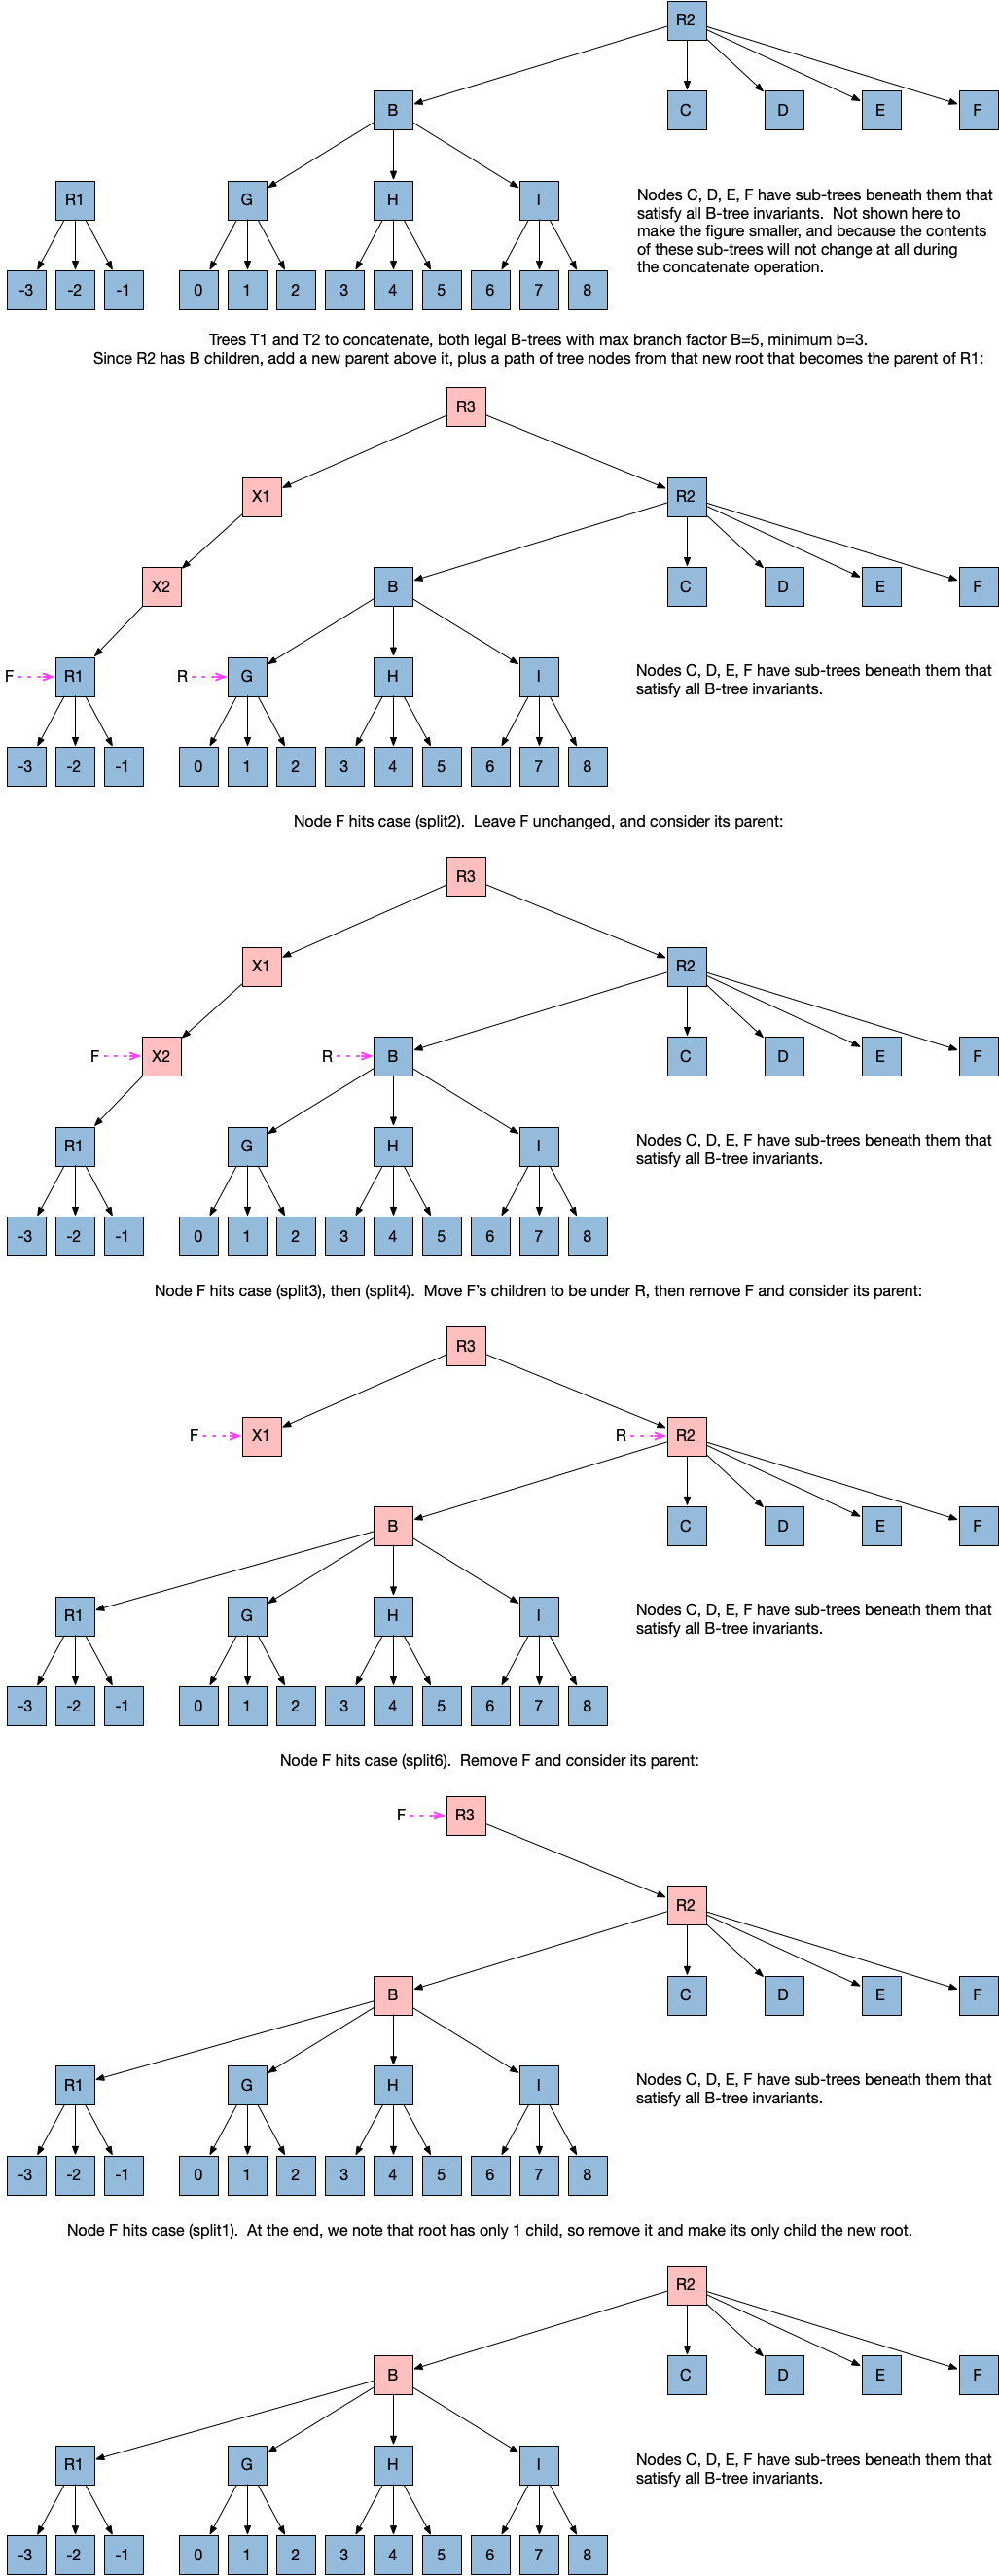 R2
B C D E F
R1 G H I
Nodes C, D, E, F have sub-trees beneath them that
satisfy all B-tree invariants.  Not shown here to
make the figure smaller, and because the contents
of these sub-trees will not change at all during
the concatenate operation.
-3 -2 -1 0 1 2 3 4 5 6 7 8
Trees T1 and T2 to concatenate, both legal B-trees with max branch factor B=5, minimum b=3.
Since R2 has B children, add a new parent above it, plus a path of tree nodes from that new root that becomes the parent of R1:
R3
X1 R2
X2 B C D E F
F R1 R G H I
Nodes C, D, E, F have sub-trees beneath them that
satisfy all B-tree invariants.
-3 -2 -1 0 1 2 3 4 5 6 7 8
Node F hits case (split2).  Leave F unchanged, and consider its parent:
R3
X1 R2
F X2 R B C D E F
R1 G H I
Nodes C, D, E, F have sub-trees beneath them that
satisfy all B-tree invariants.
-3 -2 -1 0 1 2 3 4 5 6 7 8
Node F hits case (split3), then (split4).  Move F's children to be under R, then remove F and consider its parent:
R3
F X1 R R2
B C D E F
R1 G H I
Nodes C, D, E, F have sub-trees beneath them that
satisfy all B-tree invariants.
-3 -2 -1 0 1 2 3 4 5 6 7 8
Node F hits case (split6).  Remove F and consider its parent:
F R3
R2
B C D E F
R1 G H I
Nodes C, D, E, F have sub-trees beneath them that
satisfy all B-tree invariants.
-3 -2 -1 0 1 2 3 4 5 6 7 8
Node F hits case (split1).  At the end, we note that root has only 1 child, so remove it and make its only child the new root.
R2
B C D E F
R1 G H I
Nodes C, D, E, F have sub-trees beneath them that
satisfy all B-tree invariants.
-3 -2 -1 0 1 2 3 4 5 6 7 8